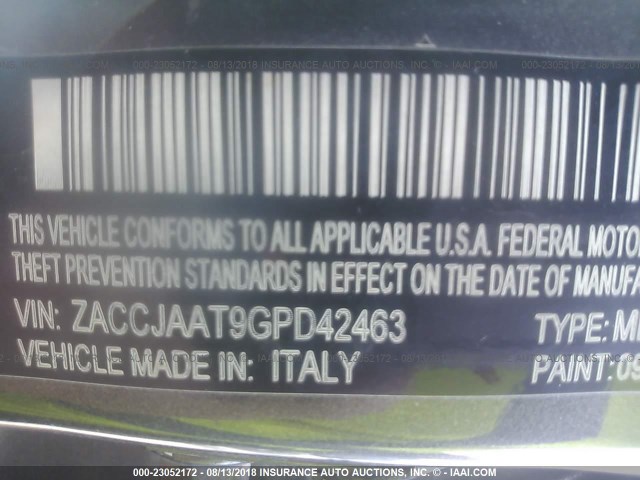 000-23052172 - 08/13/2018 INSURANCE AUTO AUCTIONS, INC. - IAAI.COM
THIS VEHICLE CONFORMS TO ALL APPLICABLE U.S.A. FEDERAL MOTOR
THEFT PREVENTION STANDARDS IN EFFECT ON THE DATE OF MANUFA
VIN: ZACCJAAT9GPD42463 TYPE: M
VEHICLE MADE IN: ITALY PAINT: 09
000-23052172 - 08/13/2018 INSURANCE AUTO AUCTIONS, INC. - IAAI.COM